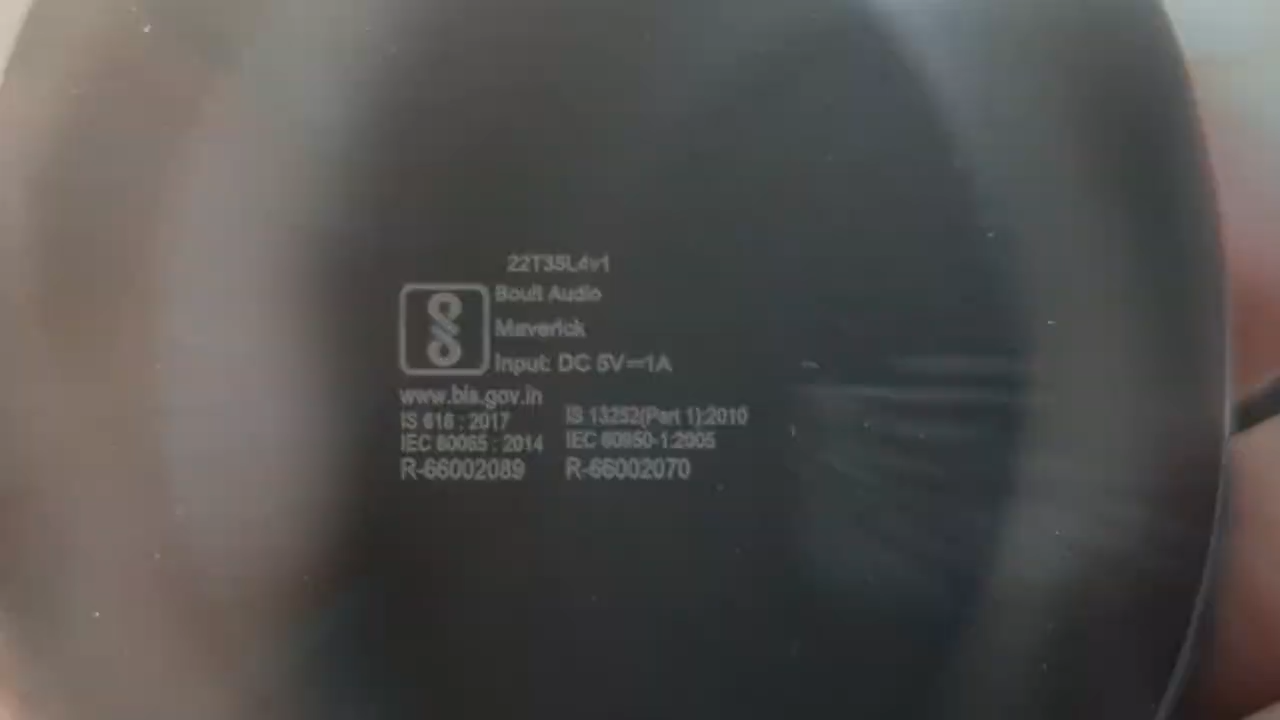 22T35L4v1
Boult Audio
Maverick
Input: DC 5V⎓1A
www.bis.gov.in
IS 616 : 2017
IEC 60065 : 2014
R-66002089
IS 13252(Part 1):2010
IEC 60950-1:2005
R-66002070